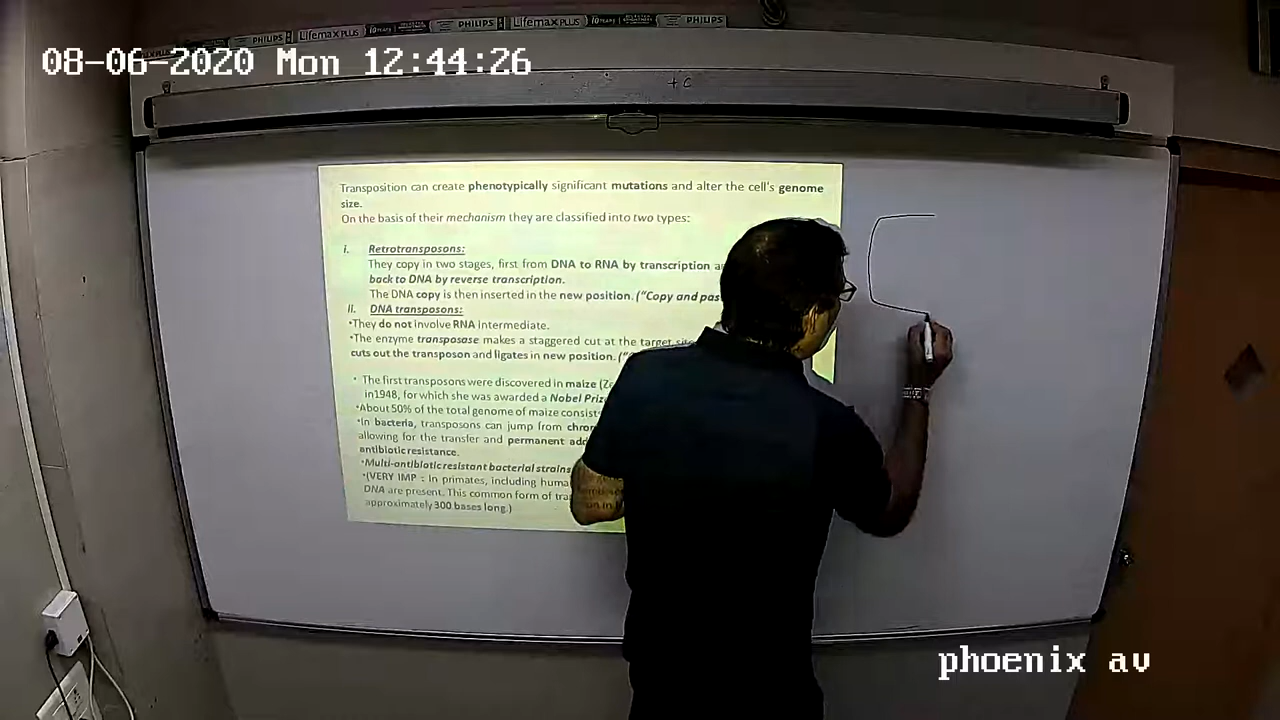 PHILIPS Lifemax PLUS 10 YEARS PHILIPS Lifemax PLUS 10 YEARS PHILIPS
08-06-2020 Mon 12:44:26
+ C
Transposition can create phenotypically significant mutations and alter the cell's genome
size.
On the basis of their mechanism they are classified into two types:
i. Retrotransposons:
They copy in two stages, first from DNA to RNA by transcription
back to DNA by reverse transcription.
The DNA copy is then inserted in the new position. ("Copy and
ii. DNA transposons:
•They do not involve RNA intermediate.
•The enzyme transposase makes a staggered cut at the target
cuts out the transposon and ligates in new position.
• The first transposons were discovered in maize
in1948, for which she was awarded a Nobel
•About 50% of the total genome of maize
•In bacteria, transposons can jump from
allowing for the transfer and permanent
antibiotic resistance.
•Multi-antibiotic resistant bacterial strains
•(VERY IMP : In primates, including
DNA are present. This common form of
approximately 300 bases long.)
phoenix av